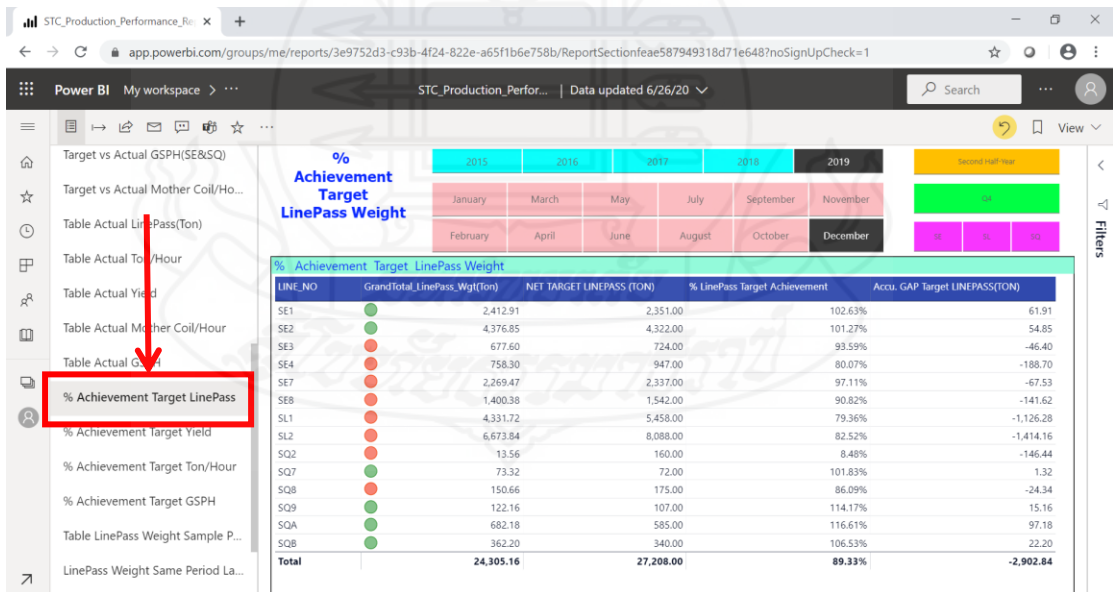 STC_Production_Performance_Re
app.powerbi.com/groups/me/reports/3e9752d3-c93b-4f24-822e-a65f1b6e758b/ReportSectionfeae587949318d71e648?noSignUpCheck=1
Power BI My workspace > ···
STC_Production_Perfor... | Data updated 6/26/20
Search
View
Target vs Actual GSPH(SE&SQ)
Target vs Actual Mother Coil/Ho...
Table Actual LinePass(Ton)
Table Actual Ton/Hour
Table Actual Yield
Table Actual Mother Coil/Hour
Table Actual GSPH
% Achievement Target LinePass
% Achievement Target Yield
% Achievement Target Ton/Hour
% Achievement Target GSPH
Table LinePass Weight Sample P...
LinePass Weight Same Period La...
%
Achievement
Target
LinePass Weight
2015 2016 2017 2018 2019
January March May July September November
February April June August October December
Second Half-Year
Q4
SE SL SQ
Filters
% Achievement Target LinePass Weight
LINE_NO GrandTotal_LinePass_Wgt(Ton) NET TARGET LINEPASS (TON) % LinePass Target Achievement Accu. GAP Target LINEPASS(TON)
SE1 2,412.91 2,351.00 102.63% 61.91
SE2 4,376.85 4,322.00 101.27% 54.85
SE3 677.60 724.00 93.59% -46.40
SE4 758.30 947.00 80.07% -188.70
SE7 2,269.47 2,337.00 97.11% -67.53
SE8 1,400.38 1,542.00 90.82% -141.62
SL1 4,331.72 5,458.00 79.36% -1,126.28
SL2 6,673.84 8,088.00 82.52% -1,414.16
SQ2 13.56 160.00 8.48% -146.44
SQ7 73.32 72.00 101.83% 1.32
SQ8 150.66 175.00 86.09% -24.34
SQ9 122.16 107.00 114.17% 15.16
SQA 682.18 585.00 116.61% 97.18
SQB 362.20 340.00 106.53% 22.20
Total 24,305.16 27,208.00 89.33% -2,902.84